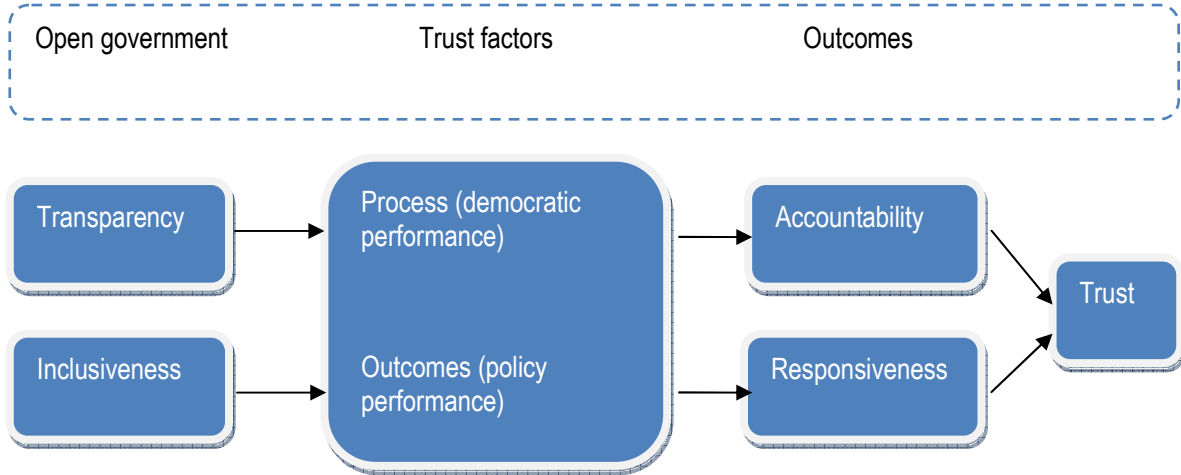 Open government
Trust factors
Outcomes
Transparency
Process (democratic
performance)
Accountability
Trust
Inclusiveness
Outcomes (policy
performance)
Responsiveness